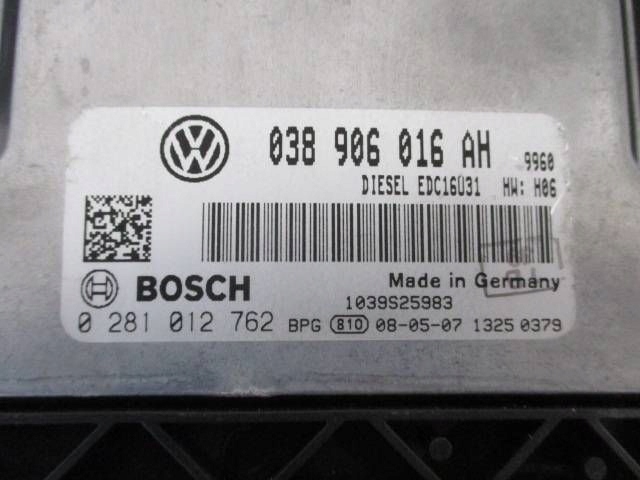 VW 038 906 016 AH 9960
DIESEL EDC16U31 HW: H06
Made in Germany
BOSCH
1039S25983
0 281 012 762 BPG 810 08-05-07 1325 0379